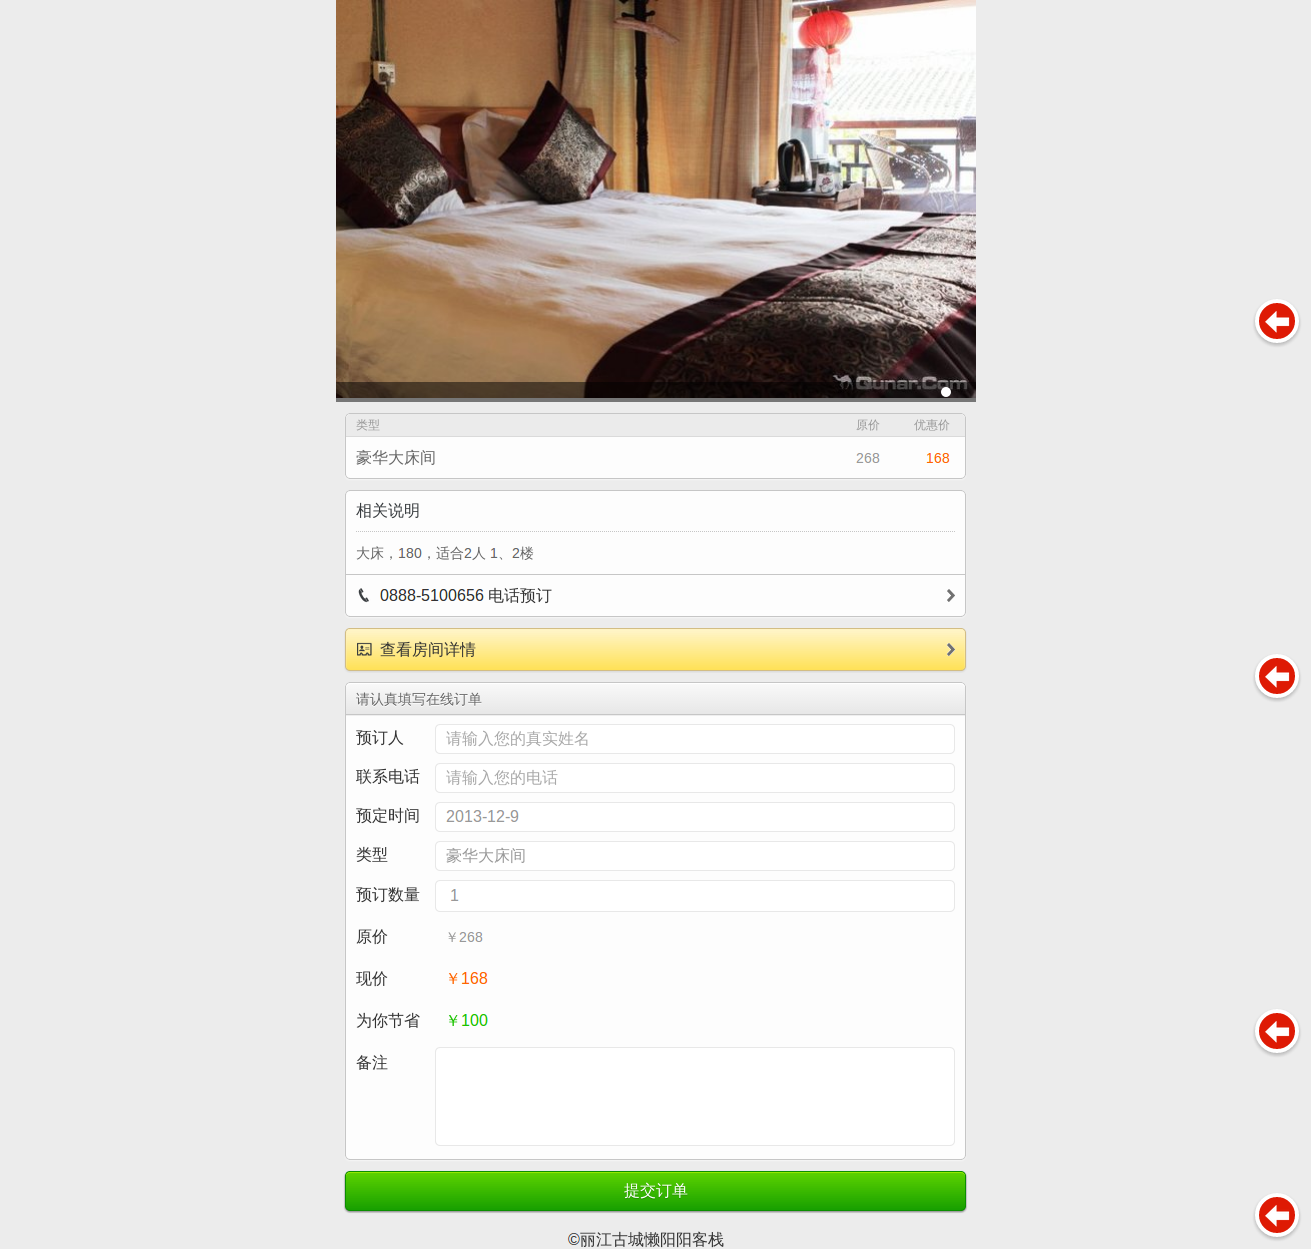 Qunar.Com
类型 原价 优惠价
豪华大床间 268 168
相关说明
大床，180，适合2人 1、2楼
0888-5100656 电话预订
查看房间详情
请认真填写在线订单
预订人 请输入您的真实姓名
联系电话 请输入您的电话
预定时间 2013-12-9
类型 豪华大床间
预订数量 1
原价 ￥268
现价 ￥168
为你节省 ￥100
备注
提交订单
©丽江古城懒阳阳客栈